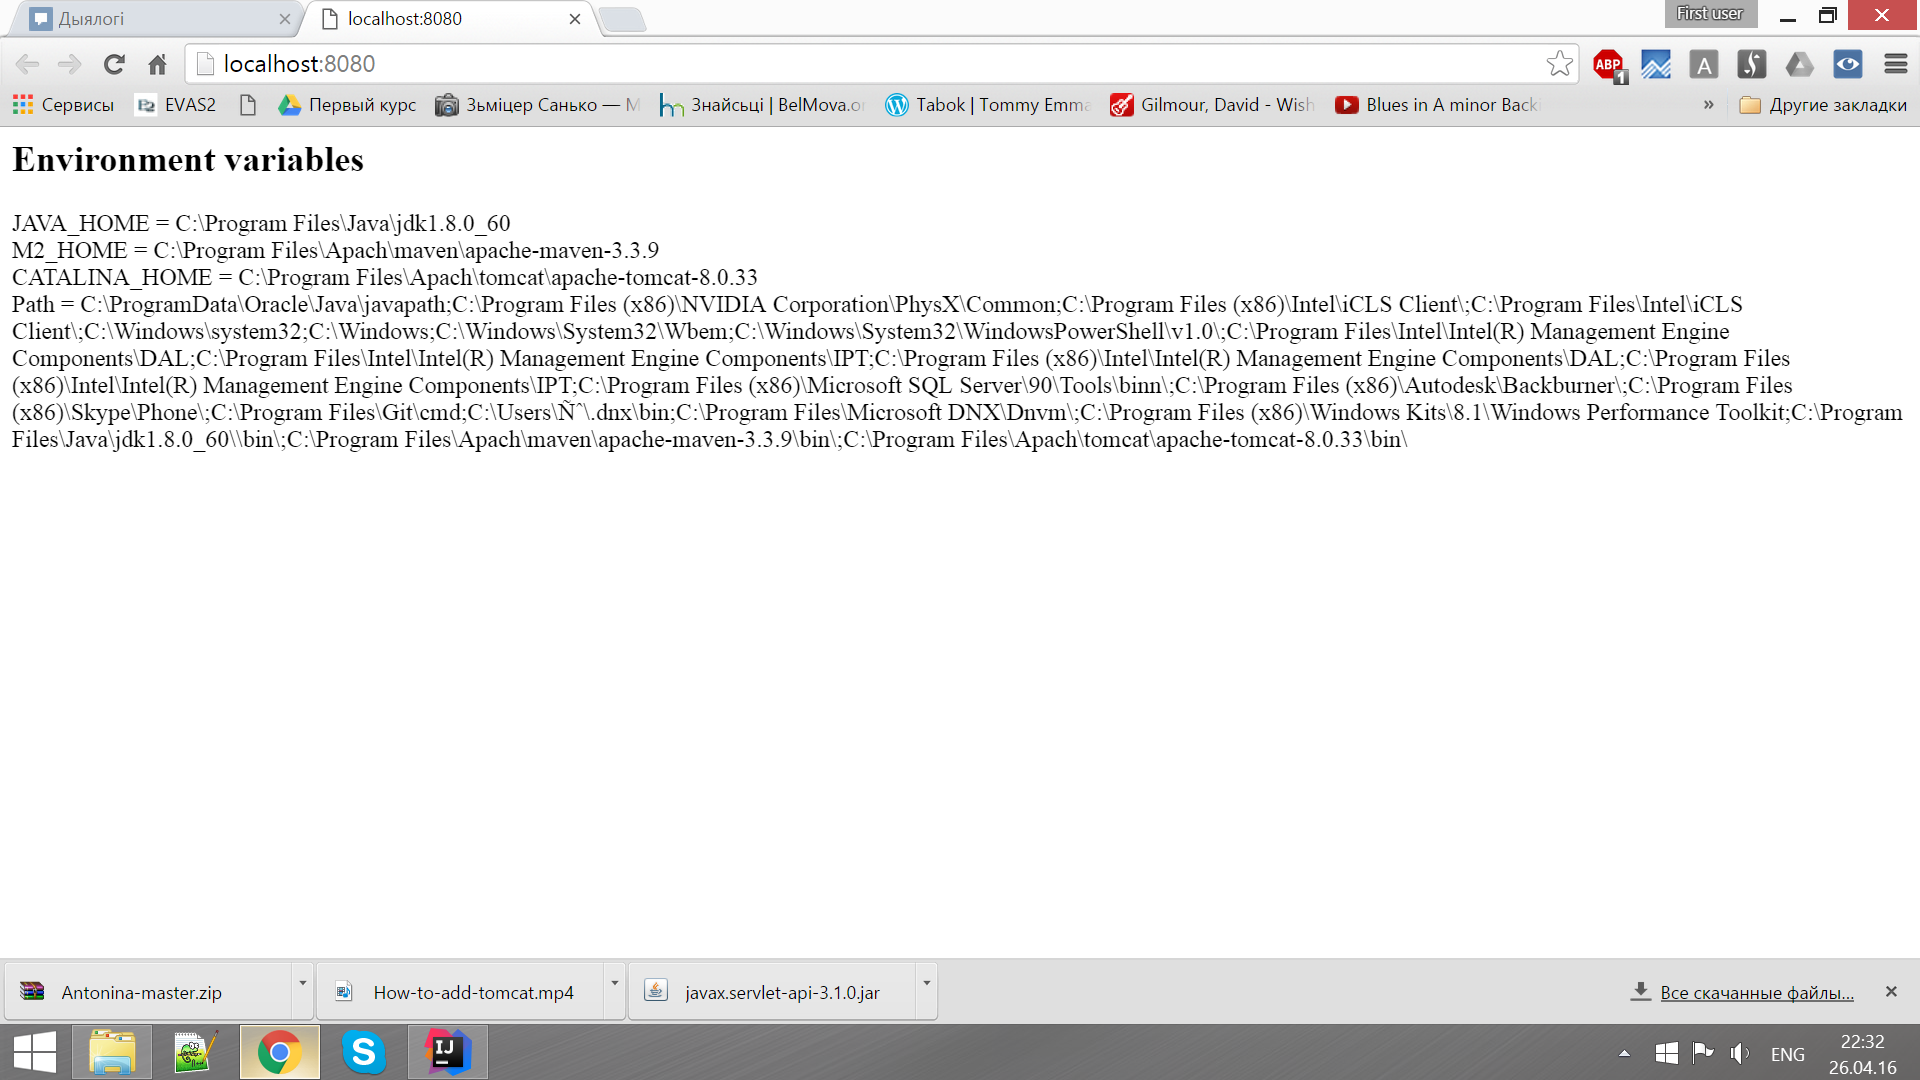 Дыялогі
localhost:8080
First user
localhost:8080
ABP
1
A
Сервисы
EVAS2
Первый курс
Зьміцер Санько — M
Знайсьці | BelMova.or
Tabok | Tommy Emma
Gilmour, David - Wish
Blues in A minor Backi
»
Другие закладки
Environment variables
JAVA_HOME = C:\Program Files\Java\jdk1.8.0_60
M2_HOME = C:\Program Files\Apach\maven\apache-maven-3.3.9
CATALINA_HOME = C:\Program Files\Apach\tomcat\apache-tomcat-8.0.33
Path = C:\ProgramData\Oracle\Java\javapath;C:\Program Files (x86)\NVIDIA Corporation\PhysX\Common;C:\Program Files (x86)\Intel\iCLS Client\;C:\Program Files\Intel\iCLS
Client\;C:\Windows\system32;C:\Windows;C:\Windows\System32\Wbem;C:\Windows\System32\WindowsPowerShell\v1.0\;C:\Program Files\Intel\Intel(R) Management Engine
Components\DAL;C:\Program Files\Intel\Intel(R) Management Engine Components\IPT;C:\Program Files (x86)\Intel\Intel(R) Management Engine Components\DAL;C:\Program Files
(x86)\Intel\Intel(R) Management Engine Components\IPT;C:\Program Files (x86)\Microsoft SQL Server\90\Tools\binn\;C:\Program Files (x86)\Autodesk\Backburner\;C:\Program Files
(x86)\Skype\Phone\;C:\Program Files\Git\cmd;C:\Users\Ñˆ\.dnx\bin;C:\Program Files\Microsoft DNX\Dnvm\;C:\Program Files (x86)\Windows Kits\8.1\Windows Performance Toolkit;C:\Program
Files\Java\jdk1.8.0_60\\bin\;C:\Program Files\Apach\maven\apache-maven-3.3.9\bin\;C:\Program Files\Apach\tomcat\apache-tomcat-8.0.33\bin\
Antonina-master.zip
How-to-add-tomcat.mp4
javax.servlet-api-3.1.0.jar
Все скачанные файлы...
IJ
ENG
22:32
26.04.16